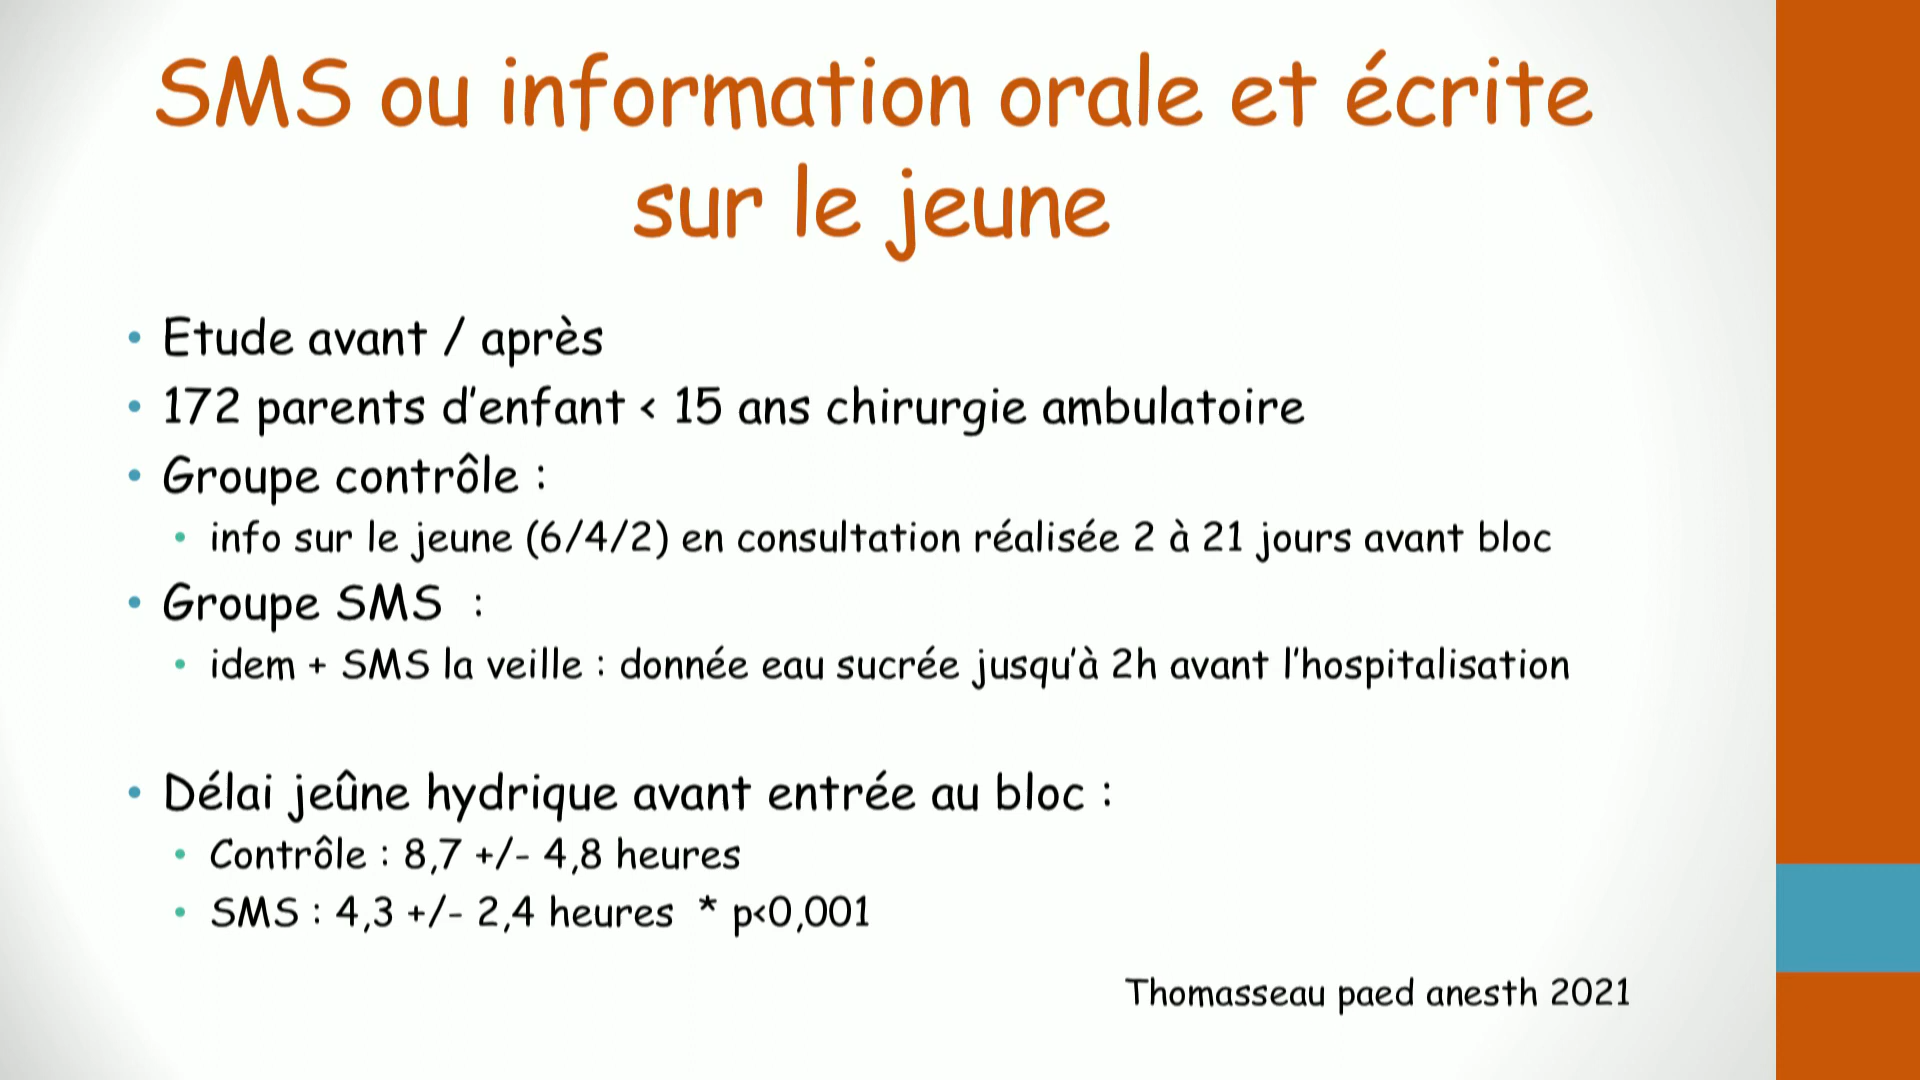 SMS ou information orale et écrite
sur le jeune
• Etude avant / après
• 172 parents d'enfant < 15 ans chirurgie ambulatoire
• Groupe contrôle :
• info sur le jeune (6/4/2) en consultation réalisée 2 à 21 jours avant bloc
• Groupe SMS :
• idem + SMS la veille : donnée eau sucrée jusqu'à 2h avant l'hospitalisation
• Délai jeûne hydrique avant entrée au bloc :
• Contrôle : 8,7 +/- 4,8 heures
• SMS : 4,3 +/- 2,4 heures * p<0,001
Thomasseau paed anesth 2021